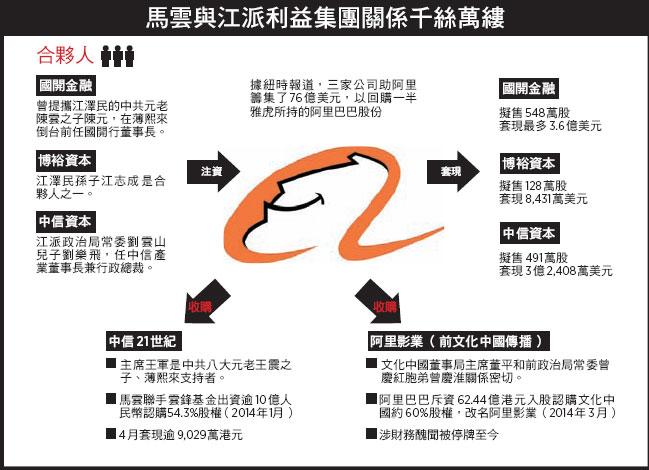 馬雲與江派利益集團關係千絲萬縷
合夥人
國開金融
曾提攜江澤民的中共元老
陳雲之子陳元，在薄熙來
倒台前任國開行董事長。
博裕資本
江澤民孫子江志成是合
夥人之一。
中信資本
江派政治局常委劉雲山
兒子劉樂飛，任中信產
業董事長兼行政總裁。
據紐時報道，三家公司助阿里
籌集了76億美元，以回購一半
雅虎所持的阿里巴巴股份
注資
套現
國開金融
擬售548萬股
套現最多3.6億美元
博裕資本
擬售128萬股
套現8,431萬美元
中信資本
擬售491萬股
套現3億2,408萬美元
收購
收購
中信21世紀
■ 主席王軍是中共八大元老王震之
子、薄熙來支持者。
■ 馬雲聯手雲鋒基金出資逾10億人
民幣認購54.3%股權（2014年1月）
■ 4月套現逾9,029萬港元
阿里影業（前文化中國傳播）
■ 文化中國董事局主席董平和前政治局常委曾
慶紅胞弟曾慶淮關係密切。
■ 阿里巴巴斥資62.44億港元入股認購文化中
國約60%股權，改名阿里影業（2014年3月）
■ 涉財務醜聞被停牌至今